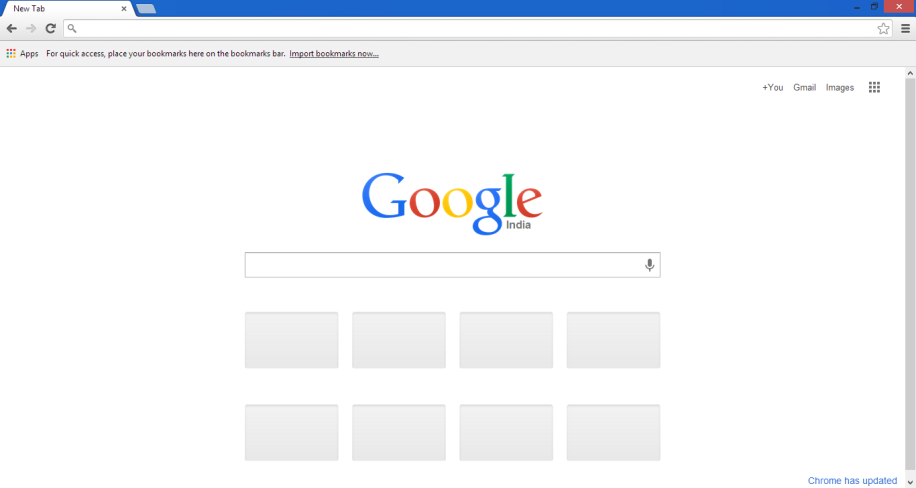 New Tab
Apps For quick access, place your bookmarks here on the bookmarks bar. Import bookmarks now...
+You Gmail Images
Google
India
Chrome has updated